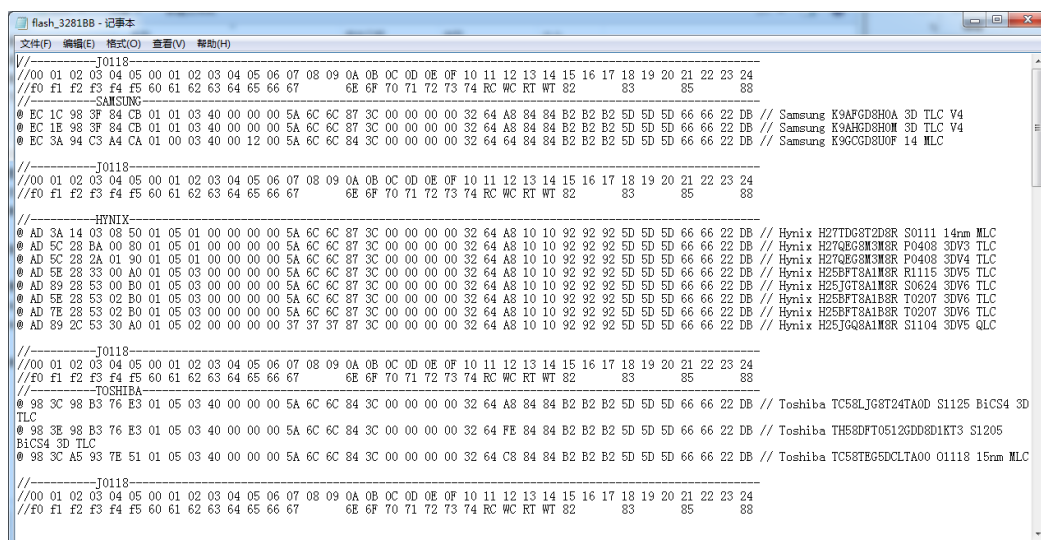 flash_3281BB - 记事本
文件(F) 编辑(E) 格式(O) 查看(V) 帮助(H)
//----------J0118-----------------------------------------------------------------------------------------------
//00 01 02 03 04 05 00 01 02 03 04 05 06 07 08 09 0A 0B 0C 0D 0E 0F 10 11 12 13 14 15 16 17 18 19 20 21 22 23 24
//f0 f1 f2 f3 f4 f5 60 61 62 63 64 65 66 67 6E 6F 70 71 72 73 74 RC WC RT WT 82 83 85 88
//----------SAMSUNG---------------------------------------------------------------------------------------------
@ EC 1C 98 3F 84 CB 01 01 03 40 00 00 00 5A 6C 6C 87 3C 00 00 00 00 32 64 A8 84 84 B2 B2 B2 5D 5D 5D 66 66 22 DB // Samsung K9AFGD8H0A 3D TLC V4
@ EC 1E 98 3F 84 CB 01 01 03 40 00 00 00 5A 6C 6C 87 3C 00 00 00 00 32 64 A8 84 84 B2 B2 B2 5D 5D 5D 66 66 22 DB // Samsung K9AHGD8H0M 3D TLC V4
@ EC 3A 94 C3 A4 CA 01 00 03 40 00 12 00 5A 6C 6C 87 3C 00 00 00 00 32 64 64 84 84 B2 B2 B2 5D 5D 5D 66 66 22 DB // Samsung K9GCGD8U0F 14 MLC
//----------J0118-----------------------------------------------------------------------------------------------
//00 01 02 03 04 05 00 01 02 03 04 05 06 07 08 09 0A 0B 0C 0D 0E 0F 10 11 12 13 14 15 16 17 18 19 20 21 22 23 24
//f0 f1 f2 f3 f4 f5 60 61 62 63 64 65 66 67 6E 6F 70 71 72 73 74 RC WC RT WT 82 83 85 88
//----------HYNIX-----------------------------------------------------------------------------------------------
@ AD 3A 14 03 08 50 01 05 01 00 00 00 00 5A 6C 6C 87 3C 00 00 00 00 32 64 A8 10 10 92 92 92 5D 5D 5D 66 66 22 DB // Hynix H27TDG8T2D8R S0111 14nm MLC
@ AD 5C 28 BA 00 80 01 05 01 00 00 00 00 5A 6C 6C 87 3C 00 00 00 00 32 64 A8 10 10 92 92 92 5D 5D 5D 66 66 22 DB // Hynix H27QEG8M3M8R P0408 3DV3 TLC
@ AD 5C 28 2A 01 90 01 05 01 00 00 00 00 5A 6C 6C 87 3C 00 00 00 00 32 64 A8 10 10 92 92 92 5D 5D 5D 66 66 22 DB // Hynix H27QEG8M3M8R P0408 3DV4 TLC
@ AD 5E 28 33 00 A0 01 05 03 00 00 00 00 5A 6C 6C 87 3C 00 00 00 00 32 64 A8 10 10 92 92 92 5D 5D 5D 66 66 22 DB // Hynix H25BFT8A1M8R R1115 3DV5 TLC
@ AD 89 28 53 00 B0 01 05 03 00 00 00 00 5A 6C 6C 87 3C 00 00 00 00 32 64 A8 10 10 92 92 92 5D 5D 5D 66 66 22 DB // Hynix H25JGT8A1M8R S0624 3DV6 TLC
@ AD 5E 28 53 02 B0 01 05 03 00 00 00 00 5A 6C 6C 87 3C 00 00 00 00 32 64 A8 10 10 92 92 92 5D 5D 5D 66 66 22 DB // Hynix H25BFT8A1B8R T0207 3DV6 TLC
@ AD 7E 28 53 02 B0 01 05 03 00 00 00 00 5A 6C 6C 87 3C 00 00 00 00 32 64 A8 10 10 92 92 92 5D 5D 5D 66 66 22 DB // Hynix H25BFT8A1B8R T0207 3DV6 TLC
@ AD 89 2C 53 30 A0 01 05 02 00 00 00 00 37 37 37 87 3C 00 00 00 00 32 64 A8 10 10 92 92 92 5D 5D 5D 66 66 22 DB // Hynix H25JGQ8A1M8R S1104 3DV5 QLC
//----------J0118-----------------------------------------------------------------------------------------------
//00 01 02 03 04 05 00 01 02 03 04 05 06 07 08 09 0A 0B 0C 0D 0E 0F 10 11 12 13 14 15 16 17 18 19 20 21 22 23 24
//f0 f1 f2 f3 f4 f5 60 61 62 63 64 65 66 67 6E 6F 70 71 72 73 74 RC WC RT WT 82 83 85 88
//----------TOSHIBA---------------------------------------------------------------------------------------------
@ 98 3C 98 B3 76 E3 01 05 03 40 00 00 00 5A 6C 6C 84 3C 00 00 00 00 32 64 A8 84 84 B2 B2 B2 5D 5D 5D 66 66 22 DB // Toshiba TC58LJG8T24TA0D S1125 BiCS4 3D
TLC
@ 98 3E 98 B3 76 E3 01 05 03 40 00 00 00 5A 6C 6C 84 3C 00 00 00 00 32 64 FE 84 84 B2 B2 B2 5D 5D 5D 66 66 22 DB // Toshiba TH58DFT0512GDD8D1KT3 S1205
BiCS4 3D TLC
@ 98 3C A5 93 7E 51 01 05 03 40 00 00 00 5A 6C 6C 84 3C 00 00 00 00 32 64 C8 84 84 B2 B2 B2 5D 5D 5D 66 66 22 DB // Toshiba TC58TEG5DCLTA00 O1118 15nm MLC
//----------J0118-----------------------------------------------------------------------------------------------
//00 01 02 03 04 05 00 01 02 03 04 05 06 07 08 09 0A 0B 0C 0D 0E 0F 10 11 12 13 14 15 16 17 18 19 20 21 22 23 24
//f0 f1 f2 f3 f4 f5 60 61 62 63 64 65 66 67 6E 6F 70 71 72 73 74 RC WC RT WT 82 83 85 88